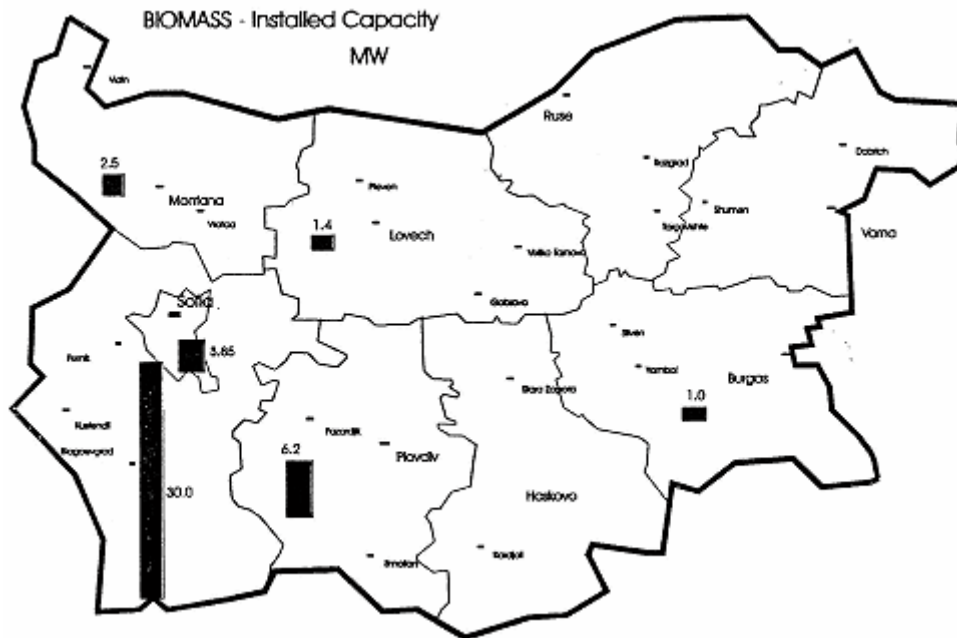 BIOMASS - Installed Capacity
MW
Vidin
Ruse
2.5
Montana
Vratsa
Pleven
1.4
Lovech
Veliko Tarnovo
Gabrovo
Razgrad
Dobrich
Shumen
Varna
Sofia
5.85
Pernik
Kustendil
Blagoevgrad
30.0
Pazardjik
6.2
Plovdiv
Smolian
Sliven
Yambol
Burgas
1.0
Stara Zagora
Haskovo
Kardjali